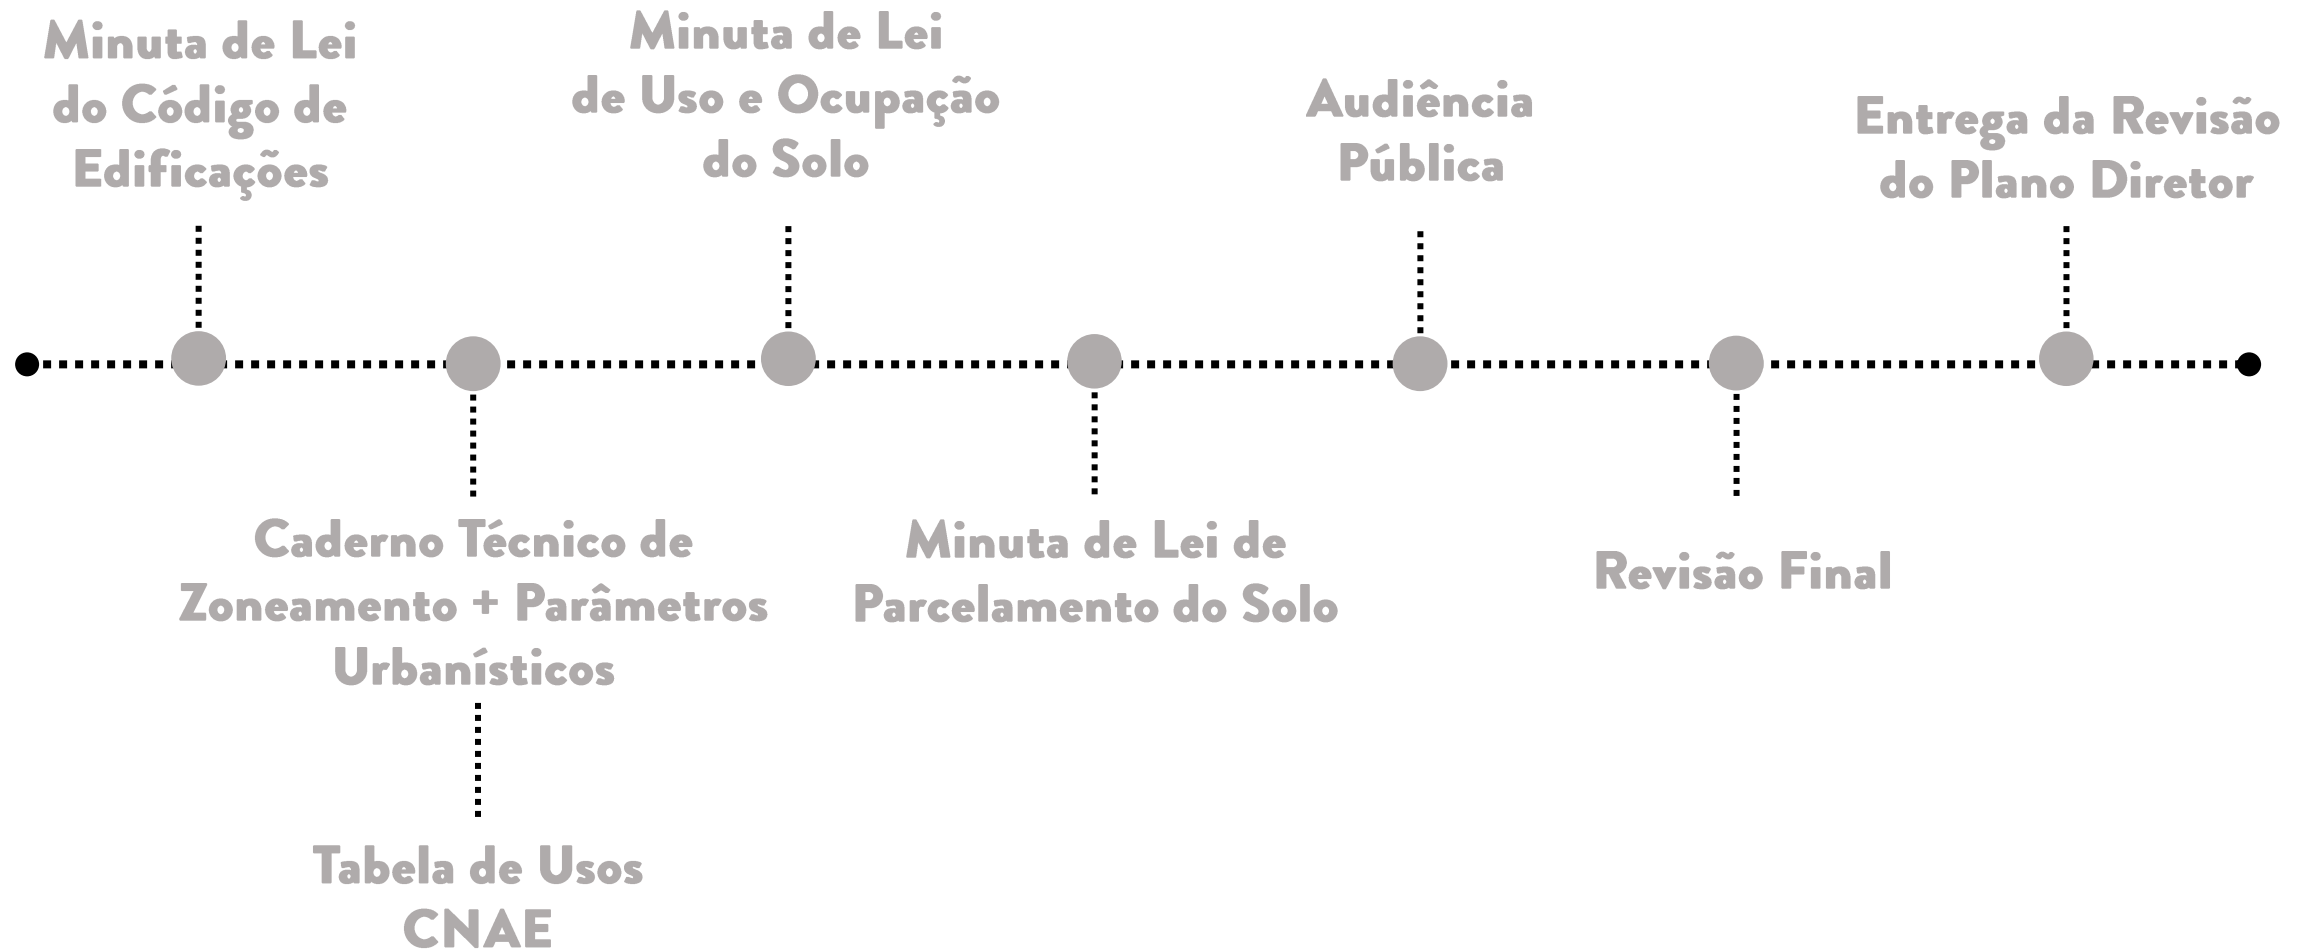 Minuta de Lei
do Código de
Edificações
Caderno Técnico de
Zoneamento + Parâmetros
Urbanísticos
Tabela de Usos
CNAE
Minuta de Lei
de Uso e Ocupação
do Solo
Minuta de Lei de
Parcelamento do Solo
Audiência
Pública
Revisão Final
Entrega da Revisão
do Plano Diretor